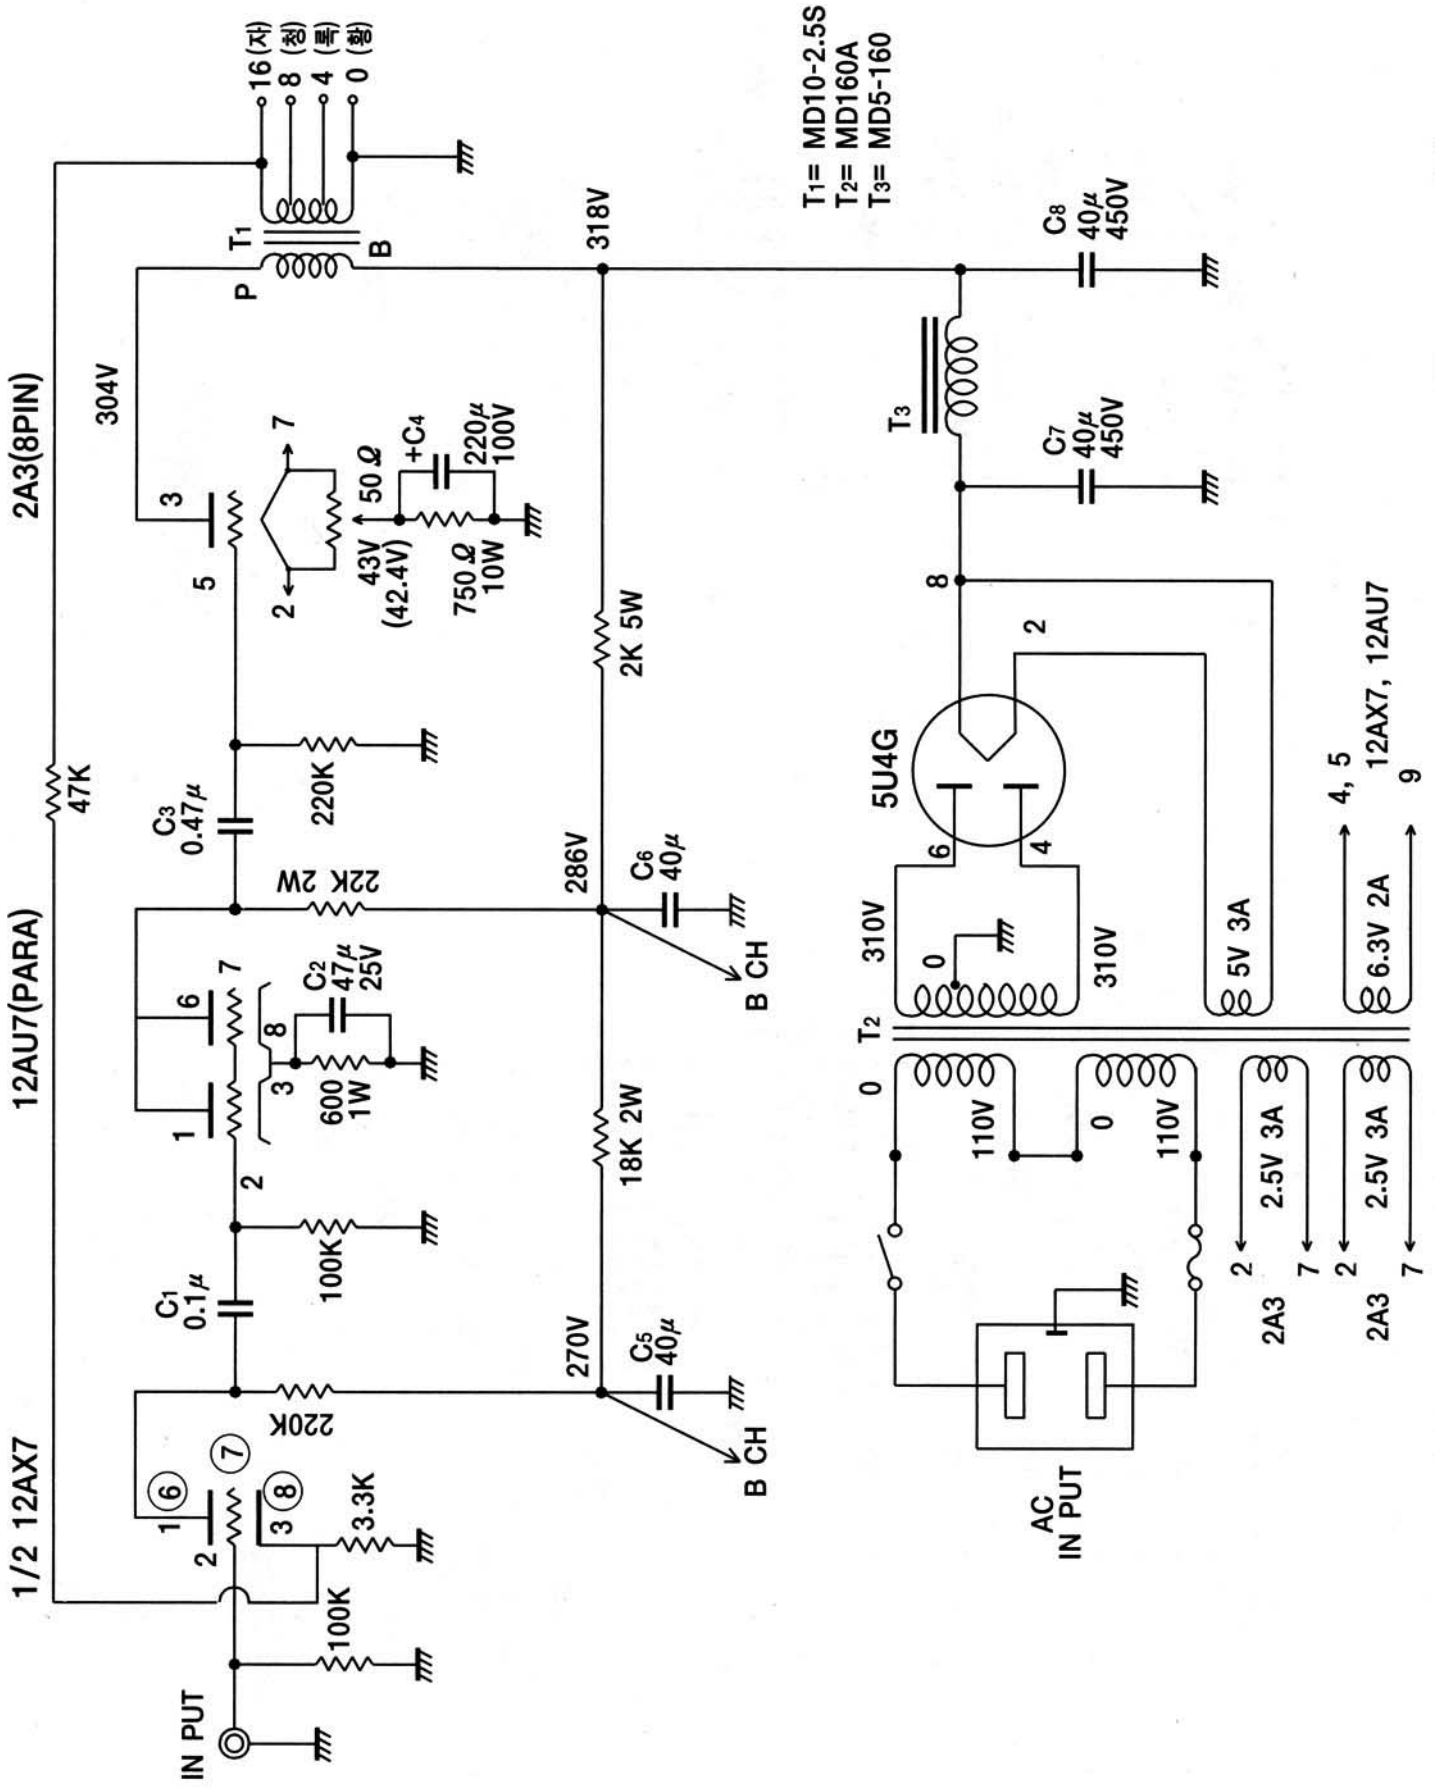 1/2 12AX7
12AU7(PARA)
2A3(8PIN)
47K
304V
P
T1
B
16(자)
8 (청)
4 (록)
0 (황)
IN PUT
100K
2
1
6
7
3
8
3.3K
220K
C1
0.1μ
100K
2
1
6
7
3
8
600
1W
C2
47μ
25V
22K 2W
C3
0.47μ
220K
5
3
2
7
50Ω
43V
(42.4V)
750Ω
10W
+C4
220μ
100V
270V
C5
40μ
B CH
18K 2W
286V
C6
40μ
B CH
2K 5W
318V
T1= MD10-2.5S
T2= MD160A
T3= MD5-160
AC
IN PUT
0
110V
0
110V
T2
310V
0
310V
6
4
5U4G
8
2
T3
C7
40μ
450V
C8
40μ
450V
5V 3A
6.3V 2A
4, 5
12AX7, 12AU7
9
2
2.5V 3A
7
2A3
2
2.5V 3A
7
2A3